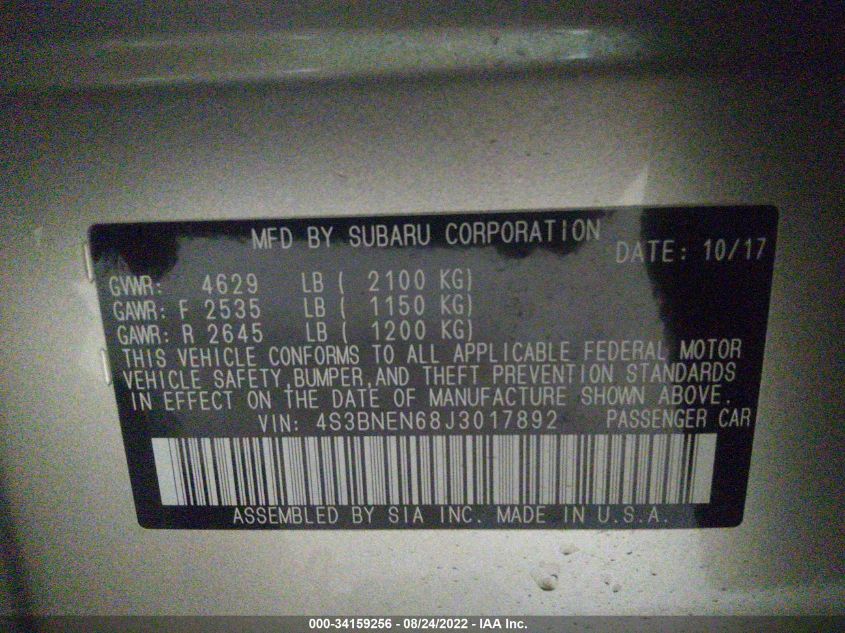 MFD BY SUBARU CORPORATION
DATE: 10/17
GVWR: 4629 LB ( 2100 KG)
GAWR: F 2535 LB ( 1150 KG)
GAWR: R 2645 LB ( 1200 KG)
THIS VEHICLE CONFORMS TO ALL APPLICABLE FEDERAL MOTOR
VEHICLE SAFETY,BUMPER,AND THEFT PREVENTION STANDARDS
IN EFFECT ON THE DATE OF MANUFACTURE SHOWN ABOVE.
VIN: 4S3BNEN68J3017892 PASSENGER CAR
ASSEMBLED BY SIA INC. MADE IN U.S.A.
000-34159256 - 08/24/2022 - IAA Inc.